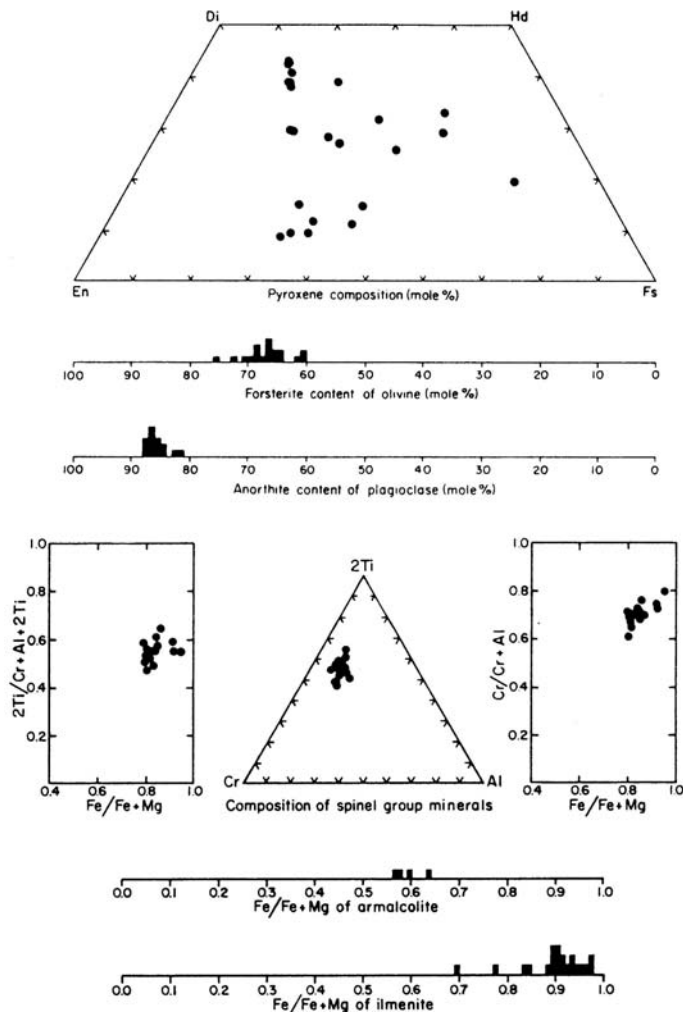 Di Hd
En Pyroxene composition (mole %) Fs
100 90 80 70 60 50 40 30 20 10 0
Forsterite content of olivine (mole %)
100 90 80 70 60 50 40 30 20 10 0
Anorthite content of plagioclase (mole %)
1.0
0.8
0.6
0.4
0.2
2Ti/Cr+Al+2Ti
0.4 0.6 0.8 1.0
Fe/Fe+Mg
2Ti
Cr Al
Composition of spinel group minerals
1.0
0.8
0.6
0.4
0.2
Cr/Cr+Al
0.4 0.6 0.8 1.0
Fe/Fe+Mg
0.0 0.1 0.2 0.3 0.4 0.5 0.6 0.7 0.8 0.9 1.0
Fe/Fe+Mg of armalcolite
0.0 0.1 0.2 0.3 0.4 0.5 0.6 0.7 0.8 0.9 1.0
Fe/Fe+Mg of ilmenite